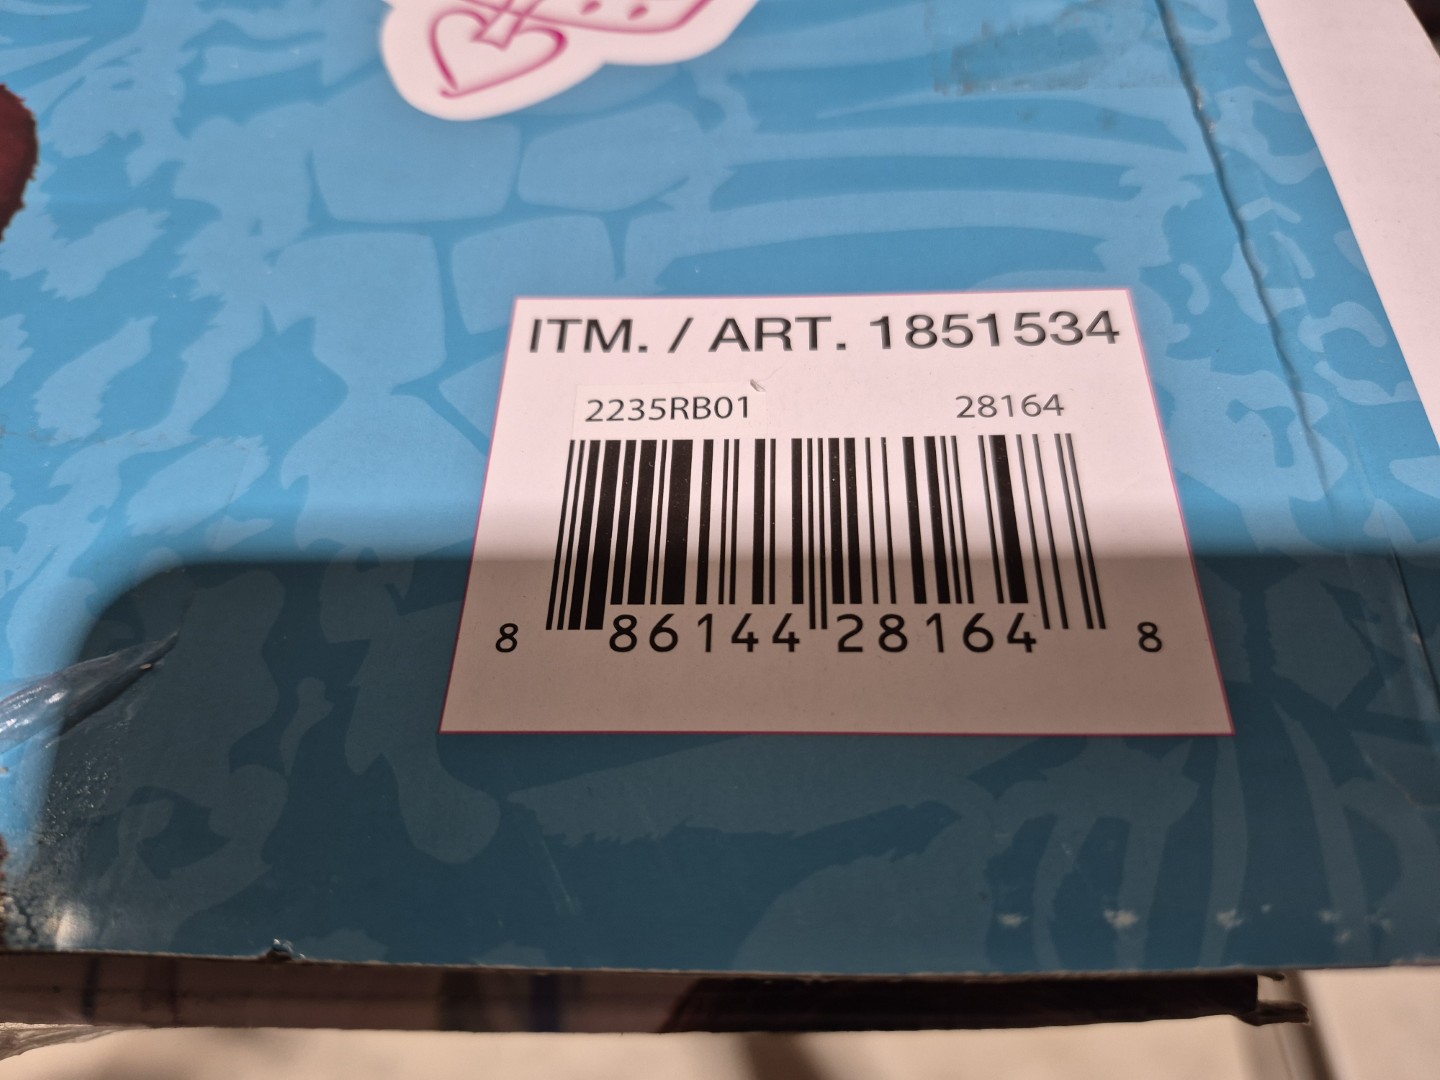 ITM. / ART. 1851534
2235RB01 28164
8 86144 28164 8